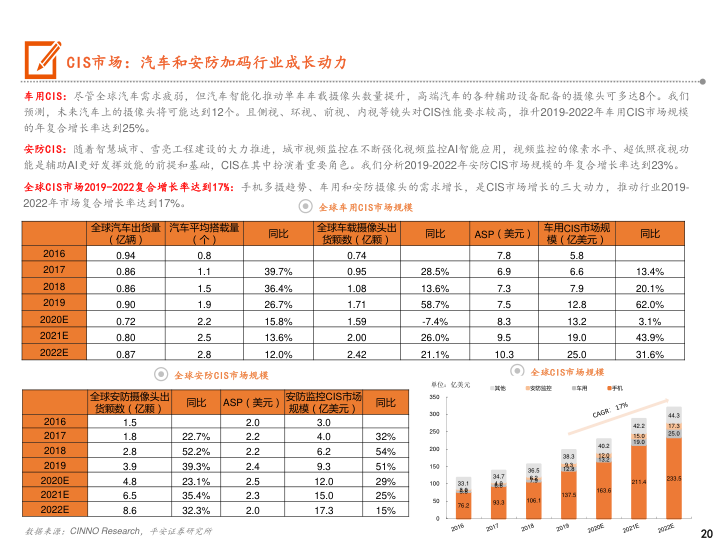 CIS市场：汽车和安防加码行业成长动力
车用CIS：尽管全球汽车需求疲弱，但汽车智能化推动单车车载摄像头数量提升，高端汽车的各种辅助设备配备的摄像头可多达8个。我们
预测，未来汽车上的摄像头将可能达到12个。且侧视、环视、前视、内视等镜头对CIS性能要求较高，推升2019-2022年车用CIS市场规模
的年复合增长率达到25%。
安防CIS：随着智慧城市、雪亮工程建设的大力推进，城市视频监控在不断强化视频监控AI智能应用，视频监控的像素水平、超低照夜视功
能是辅助AI更好发挥效能的前提和基础，CIS在其中扮演着重要角色。我们分析2019-2022年安防CIS市场规模的年复合增长率达到23%。
全球CIS市场2019-2022复合增长率达到17%：手机多摄趋势、车用和安防摄像头的需求增长，是CIS市场增长的三大动力，推动行业2019-
2022年市场复合增长率达到17%。
全球车用CIS市场规模
全球汽车出货量（亿辆） 汽车平均搭载量（个） 同比 全球车载摄像头出货颗数（亿颗） 同比 ASP（美元） 车用CIS市场规模（亿美元） 同比
2016 0.94 0.8 0.74 7.8 5.8
2017 0.86 1.1 39.7% 0.95 28.5% 6.9 6.6 13.4%
2018 0.86 1.5 36.4% 1.08 13.6% 7.3 7.9 20.1%
2019 0.90 1.9 26.7% 1.71 58.7% 7.5 12.8 62.0%
2020E 0.72 2.2 15.8% 1.59 -7.4% 8.3 13.2 3.1%
2021E 0.80 2.5 13.6% 2.00 26.0% 9.5 19.0 43.9%
2022E 0.87 2.8 12.0% 2.42 21.1% 10.3 25.0 31.6%
全球安防CIS市场规模
全球安防摄像头出货颗数（亿颗） 同比 ASP（美元） 安防监控CIS市场规模（亿美元） 同比
2016 1.5 2.0 3.0
2017 1.8 22.7% 2.2 4.0 32%
2018 2.8 52.2% 2.2 6.2 54%
2019 3.9 39.3% 2.4 9.3 51%
2020E 4.8 23.1% 2.5 12.0 29%
2021E 6.5 35.4% 2.3 15.0 25%
2022E 8.6 32.3% 2.0 17.3 15%
全球CIS市场规模
单位：亿美元
其他 安防监控 车用 手机
CAGR: 17%
350
300
250
200
150
100
50
0
33.1 34.7 36.5 38.3 40.2 42.2 44.3
9.3 12.0 15.0 17.3
12.8 13.2 19.0 25.0
76.2 93.3 106.1 137.5 163.6 211.4 233.5
2016 2017 2018 2019 2020E 2021E 2022E
数据来源：CINNO Research，平安证券研究所
20